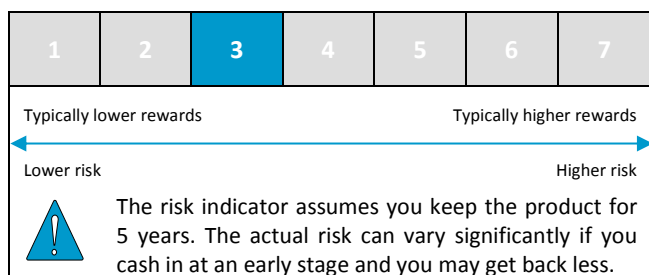 1 2 3 4 5 6 7
Typically lower rewards Typically higher rewards
Lower risk Higher risk
The risk indicator assumes you keep the product for
5 years. The actual risk can vary significantly if you
cash in at an early stage and you may get back less.